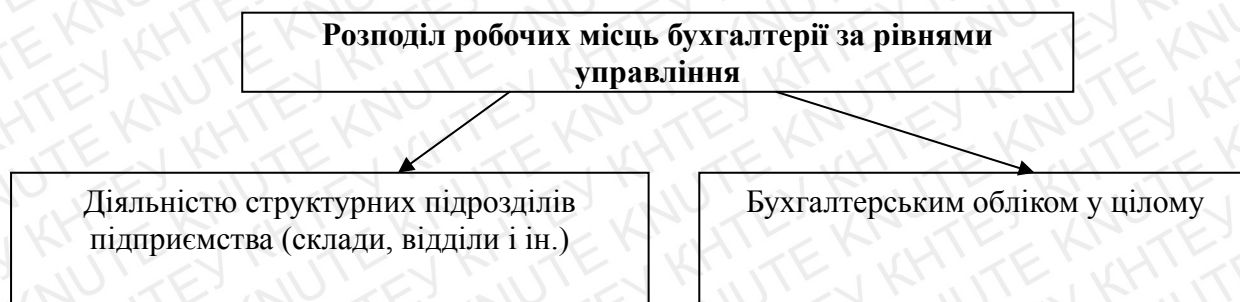 Розподіл робочих місць бухгалтерії за рівнями
управління
Діяльністю структурних підрозділів
підприємства (склади, відділи і ін.)
Бухгалтерським обліком у цілому